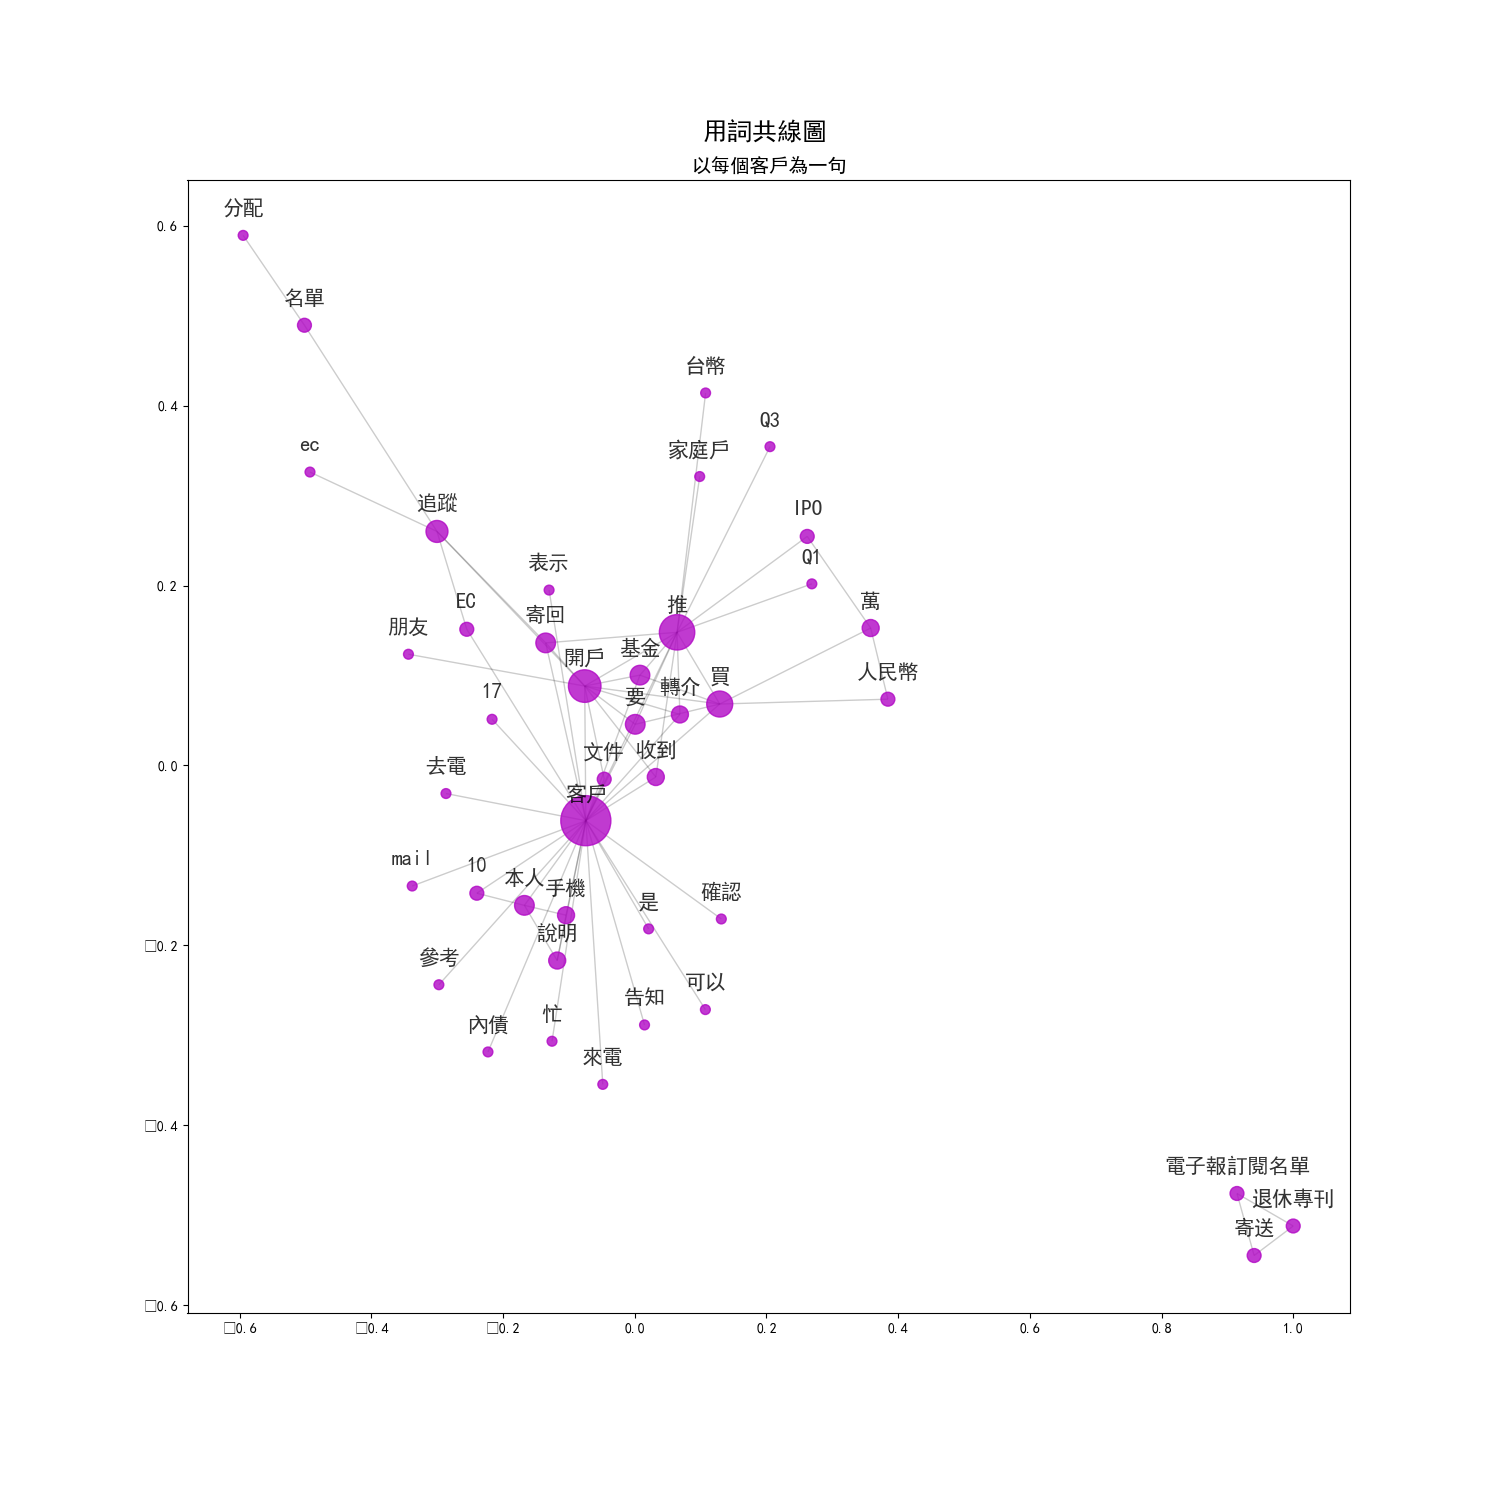 用詞共線圖
以每個客戶為一句
分配
名單
台幣
Q3
ec
家庭戶
追蹤
IPO
Q1
表示
EC
寄回
推
萬
朋友
開戶
基金
買
人民幣
17
要
轉介
去電
文件
收到
客戶
mail
10
本人
手機
是
確認
說明
參考
可以
告知
內債
忙
來電
電子報訂閱名單
退休專刊
寄送
0.6
0.4
0.2
0.0
□0.2
□0.4
□0.6
□0.6 □0.4 □0.2 0.0 0.2 0.4 0.6 0.8 1.0